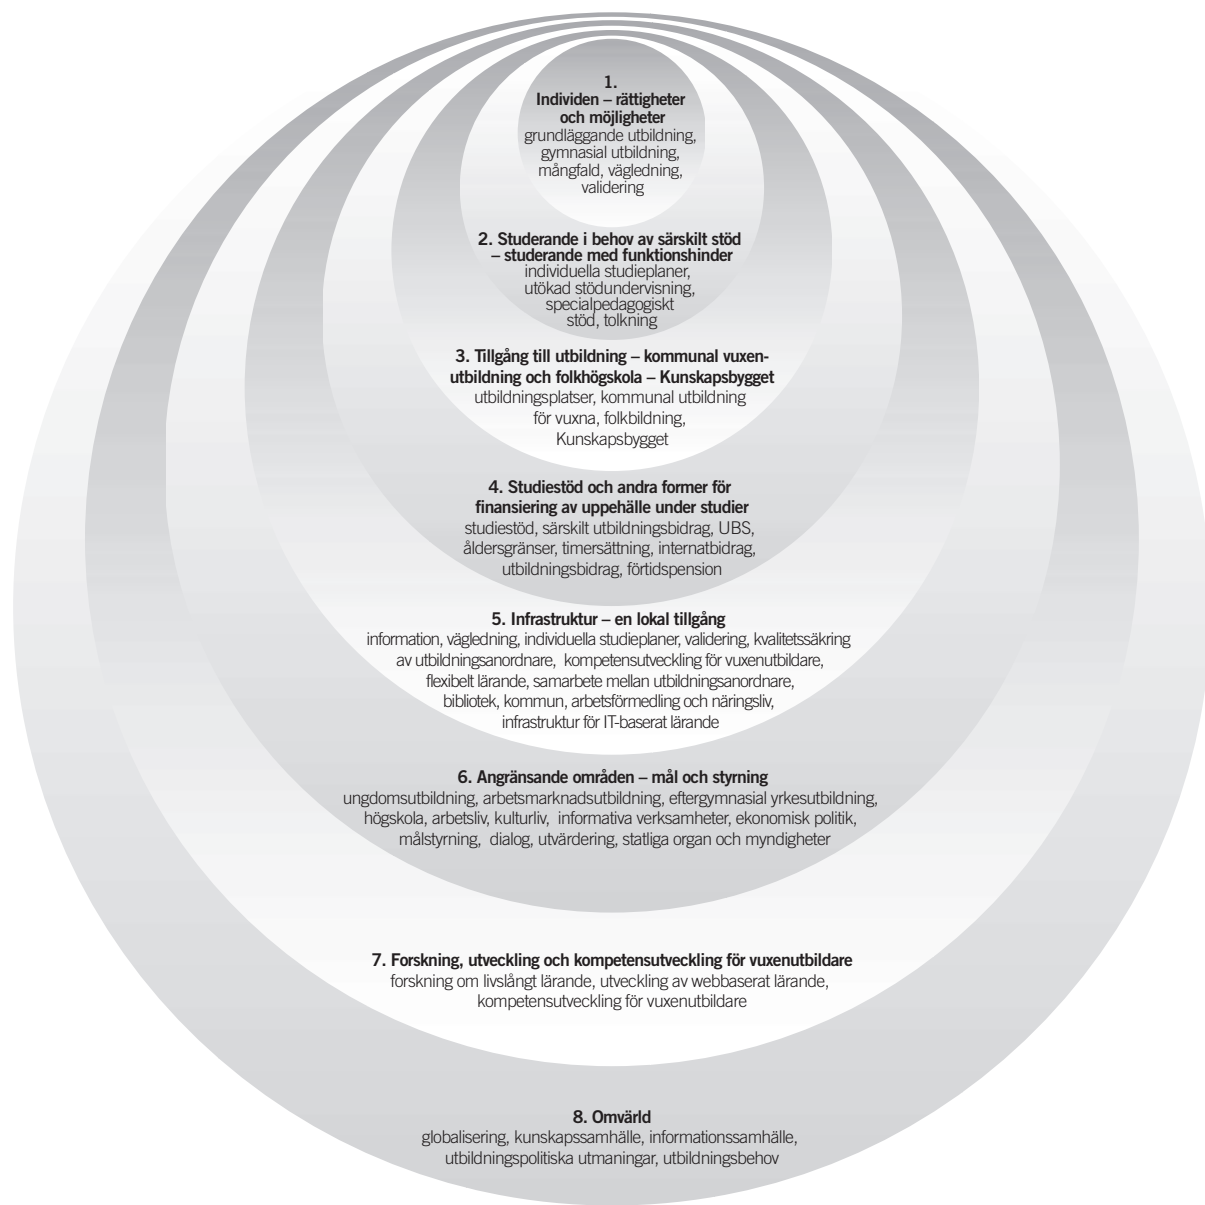 1.
Individen – rättigheter
och möjligheter
grundläggande utbildning,
gymnasial utbildning,
mångfald, vägledning,
validering
2. Studerande i behov av särskilt stöd
– studerande med funktionshinder
individuella studieplaner,
utökad stödundervisning,
specialpedagogiskt
stöd, tolkning
3. Tillgång till utbildning – kommunal vuxen-
utbildning och folkhögskola – Kunskapsbygget
utbildningsplatser, kommunal utbildning
för vuxna, folkbildning,
Kunskapsbygget
4. Studiestöd och andra former för
finansiering av uppehälle under studier
studiestöd, särskilt utbildningsbidrag, UBS,
åldersgränser, timersättning, internatbidrag,
utbildningsbidrag, förtidspension
5. Infrastruktur – en lokal tillgång
information, vägledning, individuella studieplaner, validering, kvalitetssäkring
av utbildningsanordnare, kompetensutveckling för vuxenutbildare,
flexibelt lärande, samarbete mellan utbildningsanordnare,
bibliotek, kommun, arbetsförmedling och näringsliv,
infrastruktur för IT-baserat lärande
6. Angränsande områden – mål och styrning
ungdomsutbildning, arbetsmarknadsutbildning, eftergymnasial yrkesutbildning,
högskola, arbetsliv, kulturliv, informativa verksamheter, ekonomisk politik,
målstyrning, dialog, utvärdering, statliga organ och myndigheter
7. Forskning, utveckling och kompetensutveckling för vuxenutbildare
forskning om livslångt lärande, utveckling av webbaserat lärande,
kompetensutveckling för vuxenutbildare
8. Omvärld
globalisering, kunskapssamhälle, informationssamhälle,
utbildningspolitiska utmaningar, utbildningsbehov